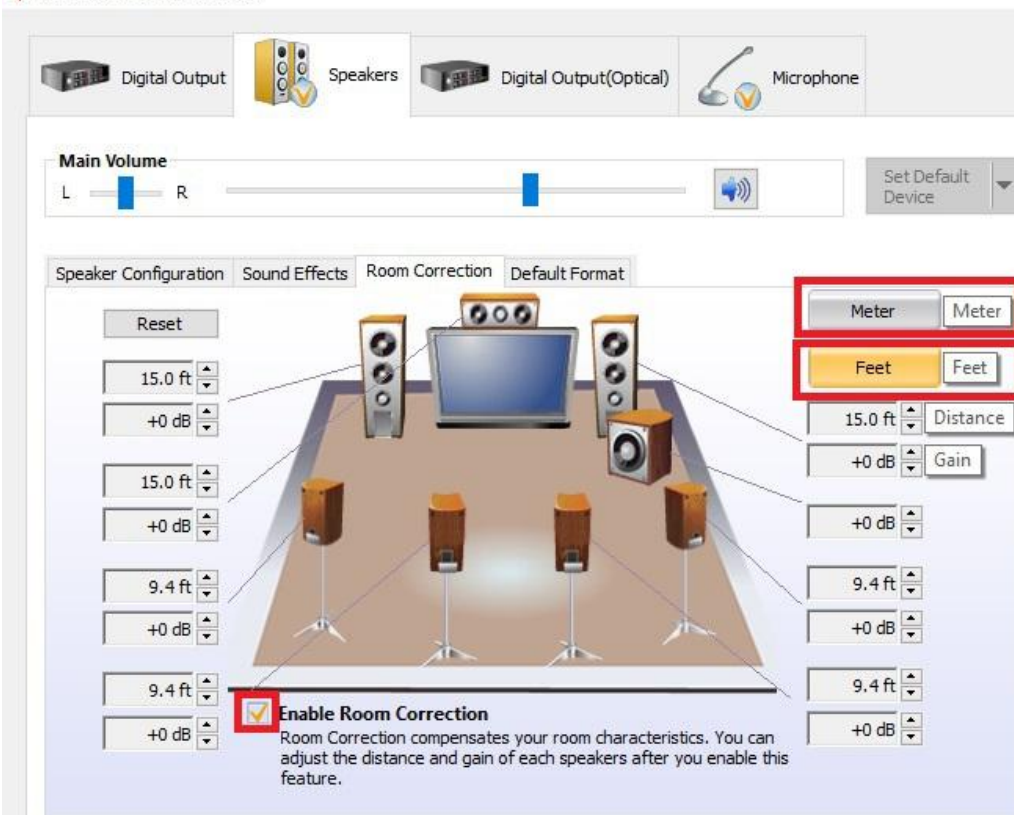 Digital Output
Speakers
Digital Output(Optical)
Microphone
Main Volume
L
R
Set Default
Device
Speaker Configuration
Sound Effects
Room Correction
Default Format
Reset
Meter
Meter
Feet
Feet
15.0 ft
+0 dB
15.0 ft
Distance
+0 dB
Gain
15.0 ft
+0 dB
+0 dB
9.4 ft
+0 dB
9.4 ft
+0 dB
9.4 ft
+0 dB
9.4 ft
+0 dB
Enable Room Correction
Room Correction compensates your room characteristics. You can
adjust the distance and gain of each speakers after you enable this
feature.